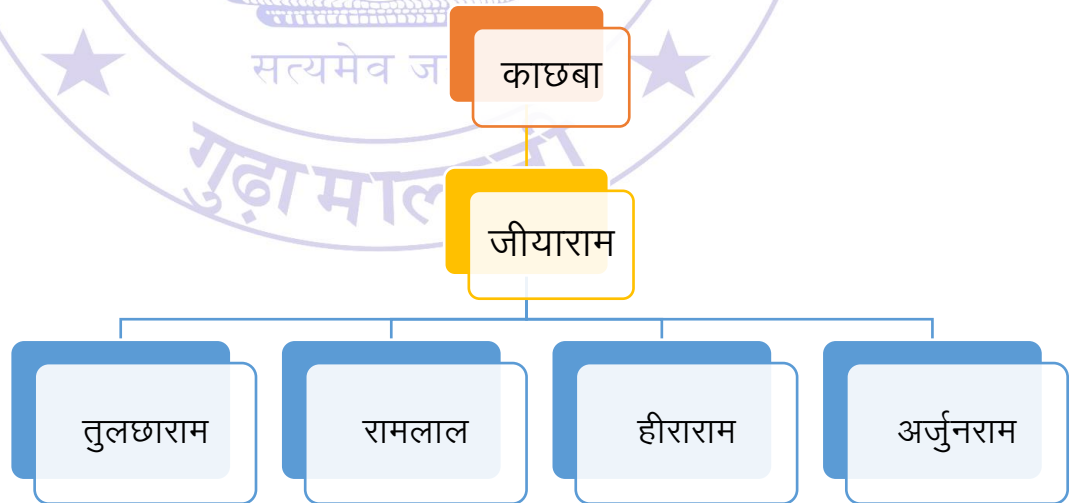 सत्यमेव ज
काछबा
गुढ़ा माल
जीयाराम
तुलछाराम
रामलाल
हीराराम
अर्जुनराम